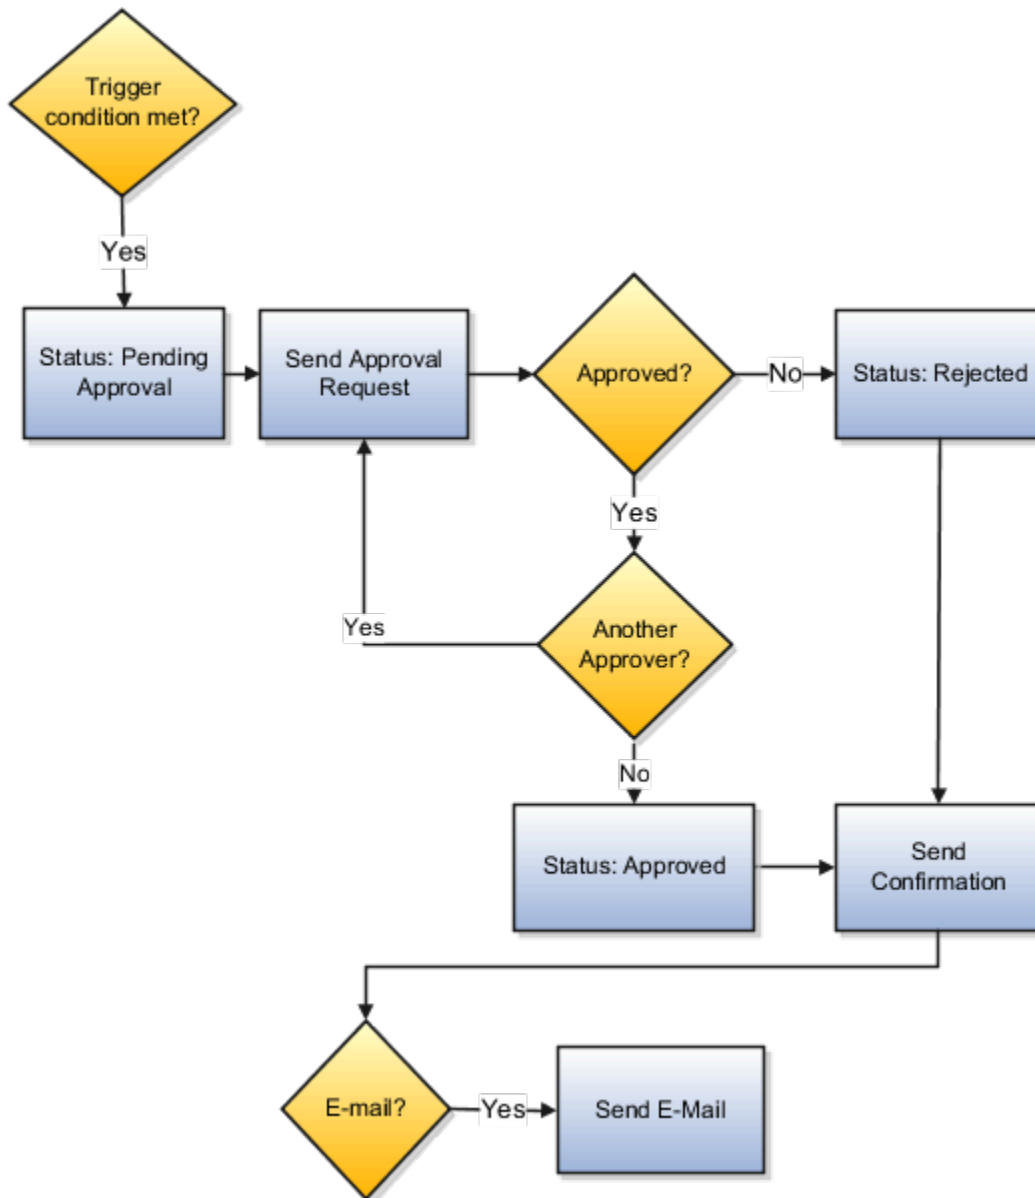 Trigger
condition met?
Yes
Status: Pending
Approval
Send Approval
Request
Approved?
No
Status: Rejected
Yes
Another
Approver?
Yes
No
Status: Approved
Send
Confirmation
E-mail?
Yes
Send E-Mail